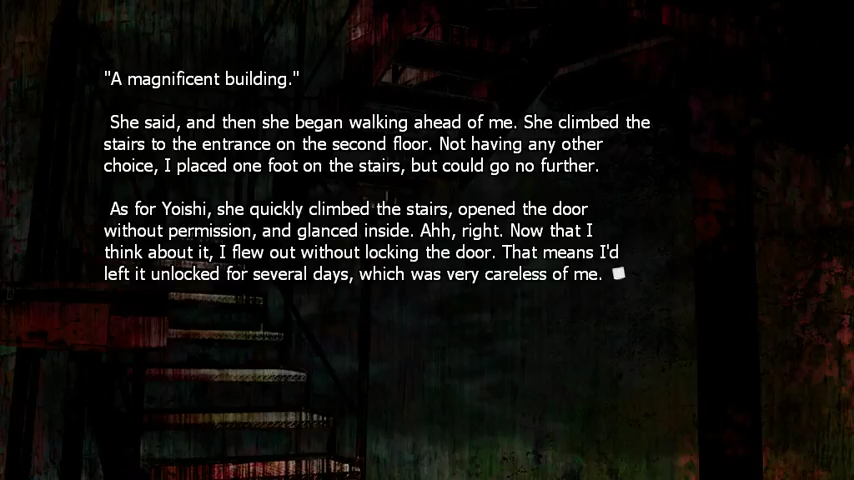 "A magnificent building."
She said, and then she began walking ahead of me. She climbed the
stairs to the entrance on the second floor. Not having any other
choice, I placed one foot on the stairs, but could go no further.
As for Yoishi, she quickly climbed the stairs, opened the door
without permission, and glanced inside. Ahh, right. Now that I
think about it, I flew out without locking the door. That means I'd
left it unlocked for several days, which was very careless of me.